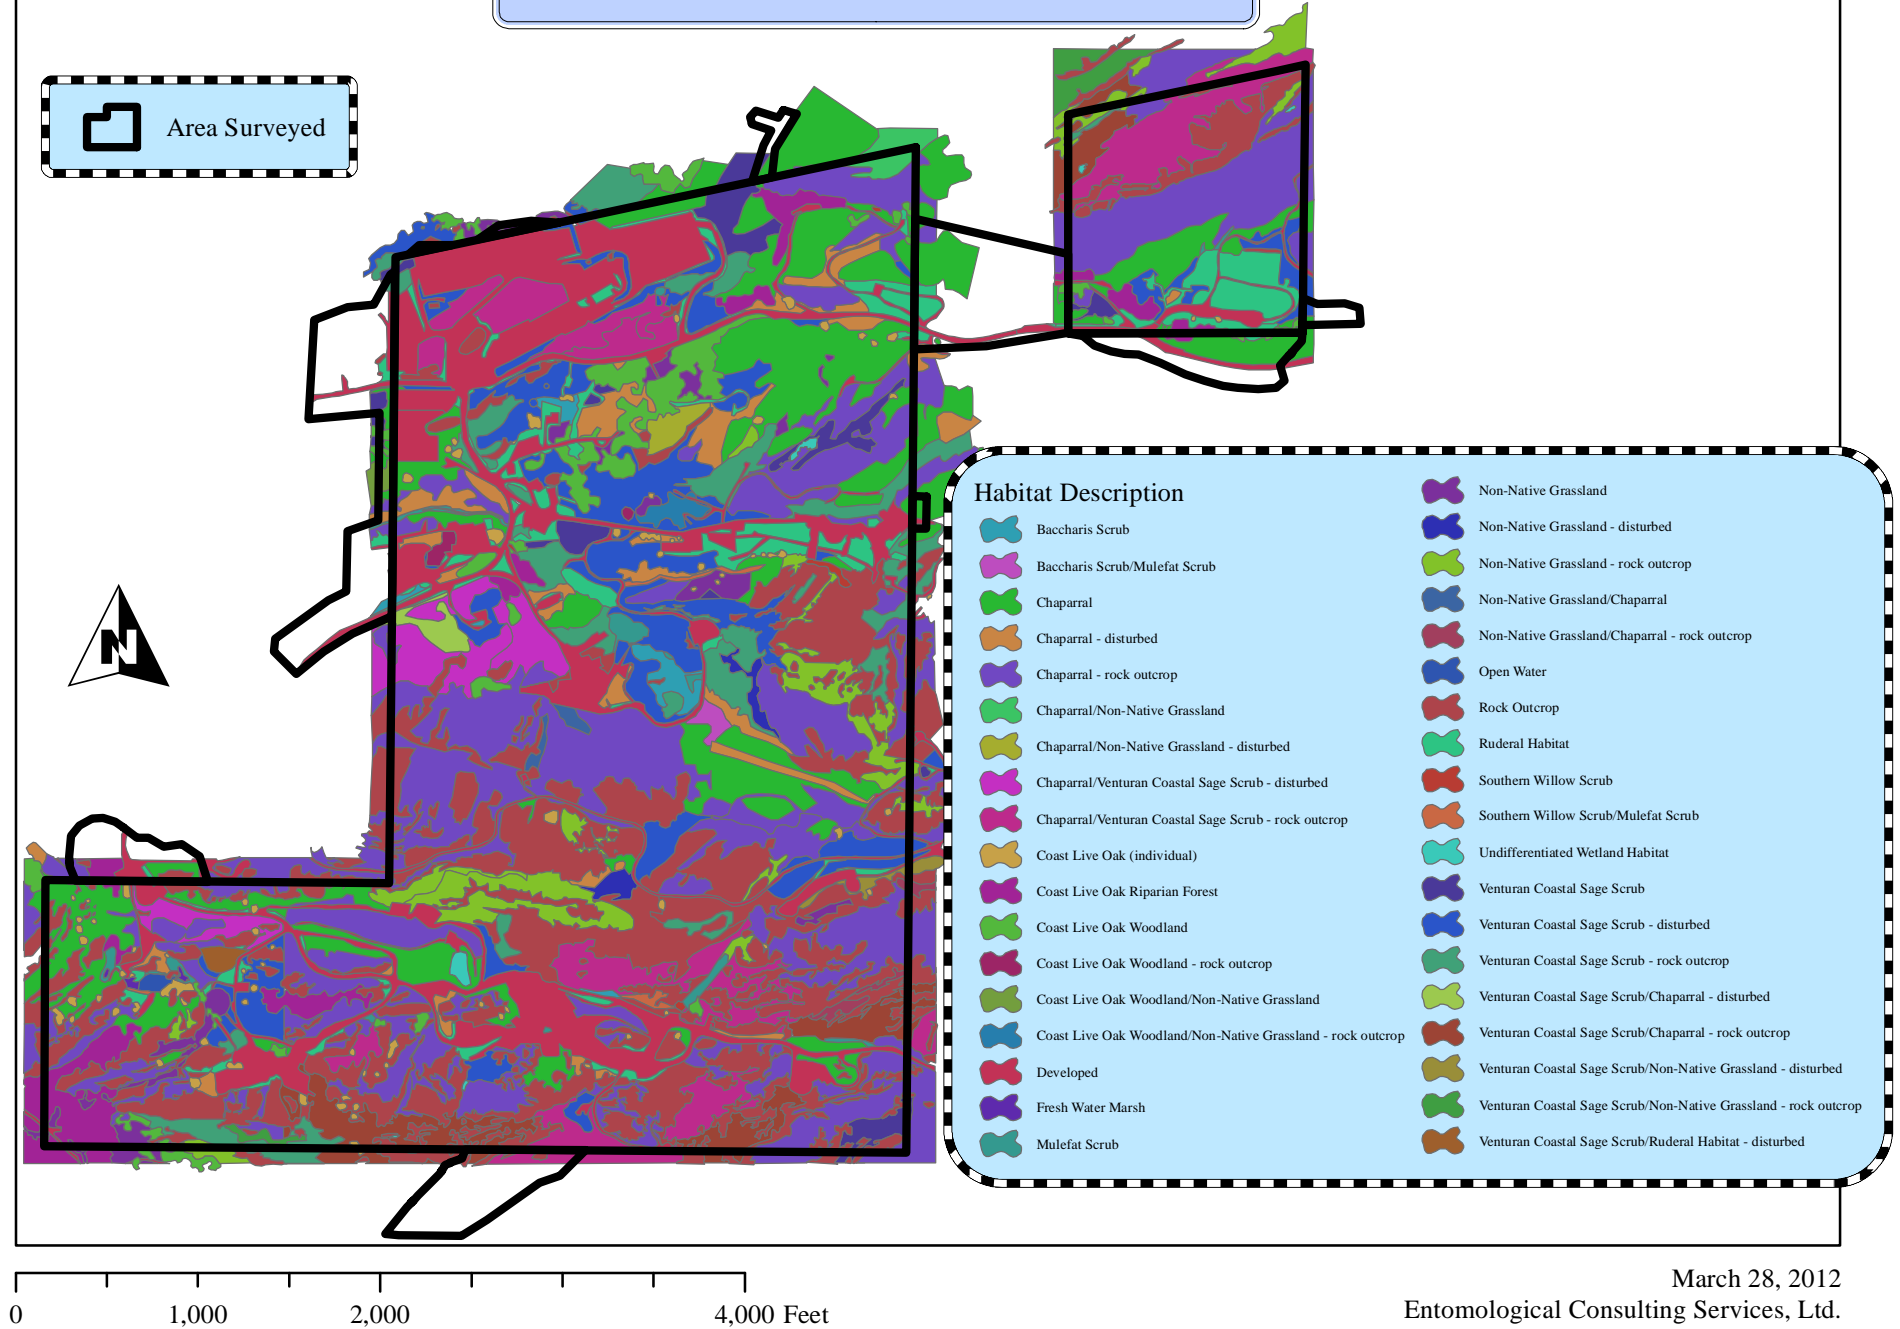 Area Surveyed
N
Habitat Description
Baccharis Scrub
Baccharis Scrub/Mulefat Scrub
Chaparral
Chaparral - disturbed
Chaparral - rock outcrop
Chaparral/Non-Native Grassland
Chaparral/Non-Native Grassland - disturbed
Chaparral/Venturan Coastal Sage Scrub - disturbed
Chaparral/Venturan Coastal Sage Scrub - rock outcrop
Coast Live Oak (individual)
Coast Live Oak Riparian Forest
Coast Live Oak Woodland
Coast Live Oak Woodland - rock outcrop
Coast Live Oak Woodland/Non-Native Grassland
Coast Live Oak Woodland/Non-Native Grassland - rock outcrop
Developed
Fresh Water Marsh
Mulefat Scrub
Non-Native Grassland
Non-Native Grassland - disturbed
Non-Native Grassland - rock outcrop
Non-Native Grassland/Chaparral
Non-Native Grassland/Chaparral - rock outcrop
Open Water
Rock Outcrop
Ruderal Habitat
Southern Willow Scrub
Southern Willow Scrub/Mulefat Scrub
Undifferentiated Wetland Habitat
Venturan Coastal Sage Scrub
Venturan Coastal Sage Scrub - disturbed
Venturan Coastal Sage Scrub - rock outcrop
Venturan Coastal Sage Scrub/Chaparral - disturbed
Venturan Coastal Sage Scrub/Chaparral - rock outcrop
Venturan Coastal Sage Scrub/Non-Native Grassland - disturbed
Venturan Coastal Sage Scrub/Non-Native Grassland - rock outcrop
Venturan Coastal Sage Scrub/Ruderal Habitat - disturbed
0 1,000 2,000 4,000 Feet
March 28, 2012
Entomological Consulting Services, Ltd.